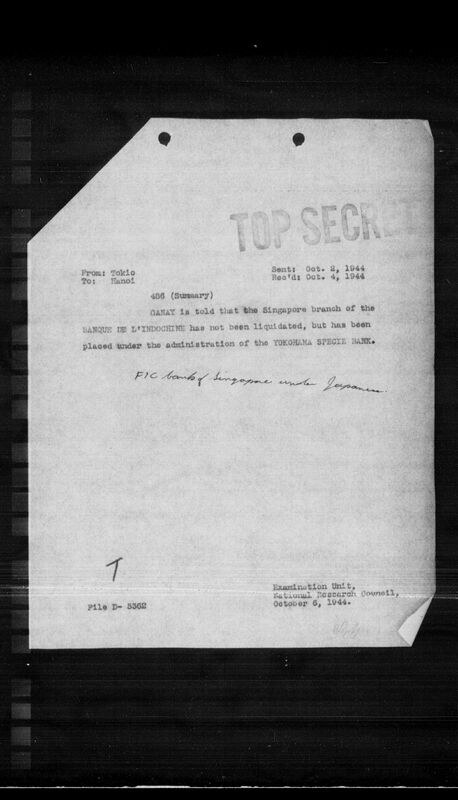 TOP SECRET
From: Tokio
To: Hanoi
Sent: Oct. 2, 1944
Rec'd: Oct. 4, 1944
486 (Summary)
GANAY is told that the Singapore branch of the
BANQUE DE L'INDOCHINE has not been liquidated, but has been
placed under the administration of the YOKOHAMA SPECIE BANK.
FIC bank of Singapore under Japanese.
T
File D- 5362
Examination Unit,
National Research Council,
October 6, 1944.